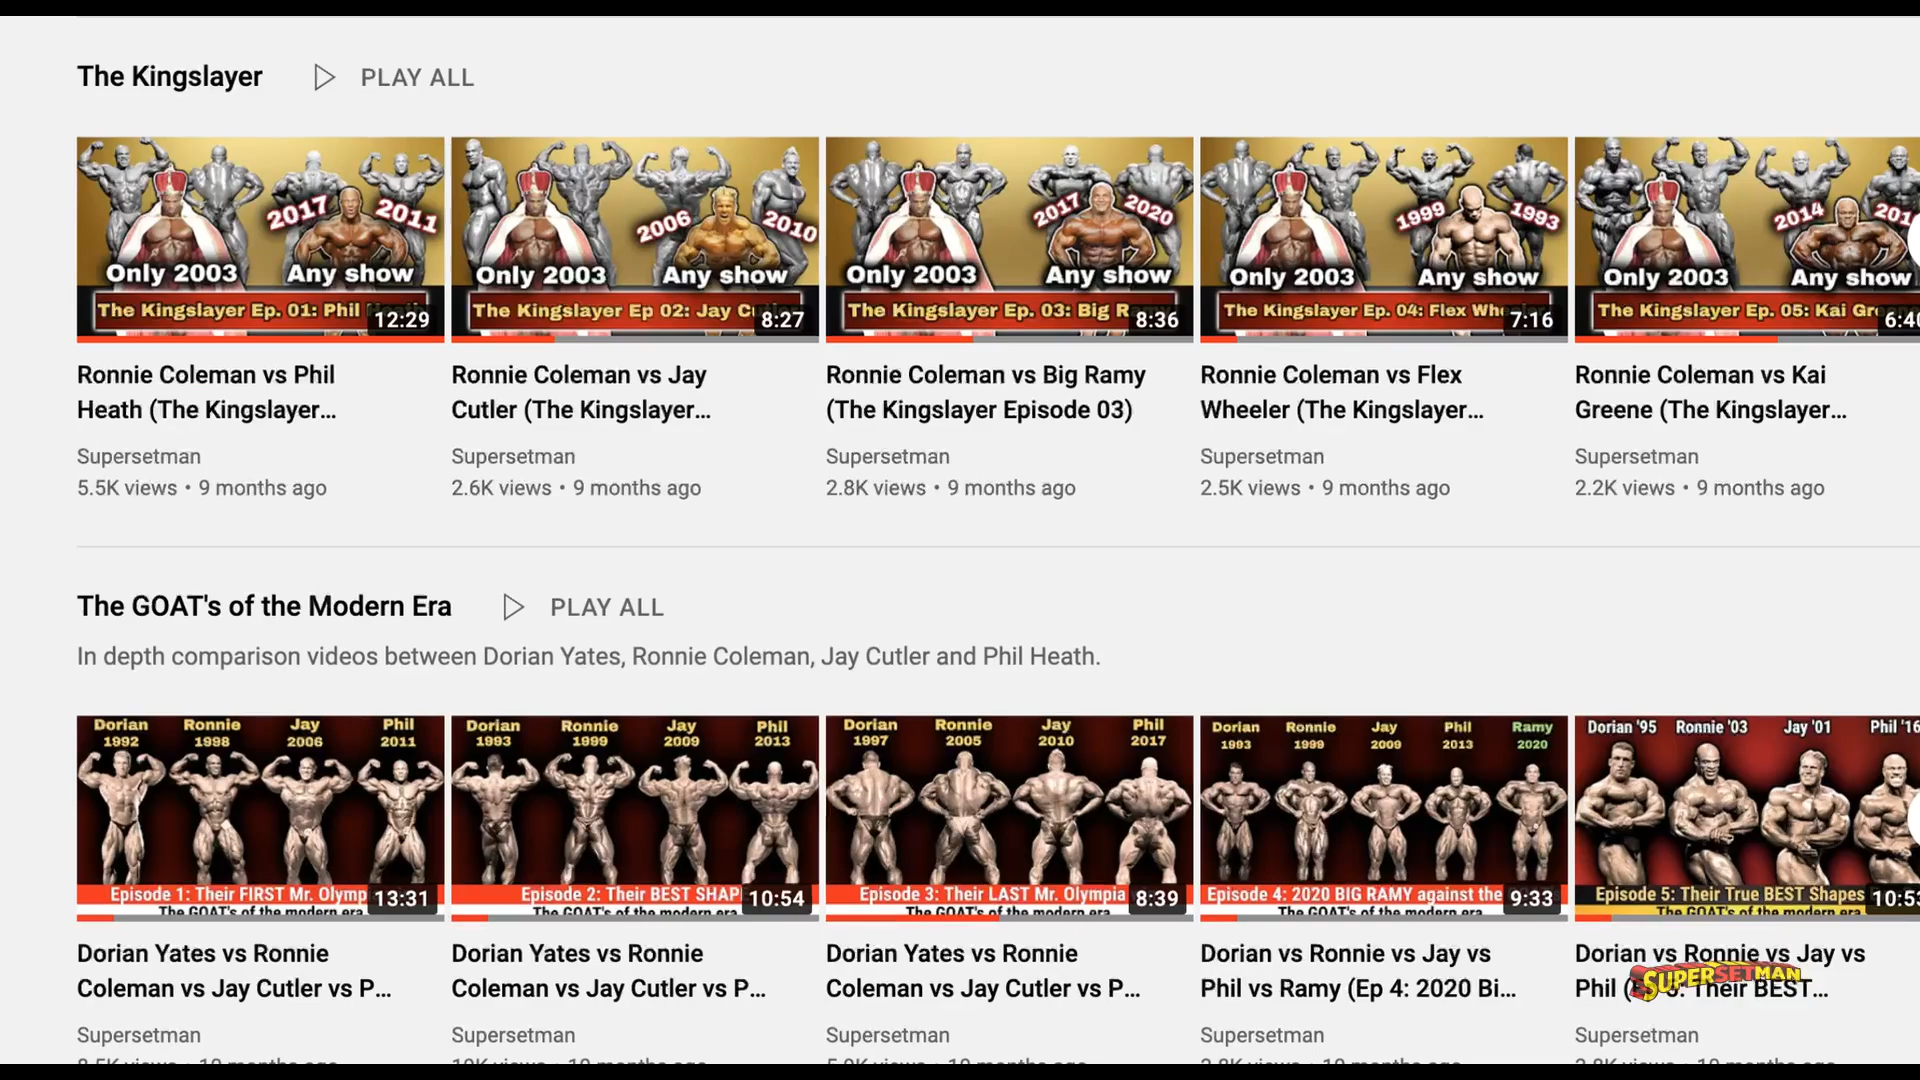 The Kingslayer PLAY ALL
2017 2011
Only 2003 Any show
The Kingslayer Ep. 01: Phil
12:29
2006 2010
Only 2003 Any show
The Kingslayer Ep 02: Jay
8:27
2017 2020
Only 2003 Any show
The Kingslayer Ep. 03: Big
8:36
1999 1993
Only 2003 Any show
The Kingslayer Ep. 04: Flex
7:16
2014
Only 2003 Any show
The Kingslayer Ep. 05: Kai
Ronnie Coleman vs Phil
Heath (The Kingslayer...
Supersetman
5.5K views • 9 months ago
Ronnie Coleman vs Jay
Cutler (The Kingslayer...
Supersetman
2.6K views • 9 months ago
Ronnie Coleman vs Big Ramy
(The Kingslayer Episode 03)
Supersetman
2.8K views • 9 months ago
Ronnie Coleman vs Flex
Wheeler (The Kingslayer...
Supersetman
2.5K views • 9 months ago
Ronnie Coleman vs Kai
Greene (The Kingslayer...
Supersetman
2.2K views • 9 months ago
The GOAT's of the Modern Era PLAY ALL
In depth comparison videos between Dorian Yates, Ronnie Coleman, Jay Cutler and Phil Heath.
Dorian Ronnie Jay Phil
1992 1998 2006 2011
Episode 1: Their FIRST Mr.
13:31
The GOAT's of the modern era
Dorian Ronnie Jay Phil
1993 1999 2009 2013
Episode 2: Their BEST
10:54
The GOAT's of the modern era
Dorian Ronnie Jay Phil
1997 2005 2010 2017
Episode 3: Their LAST Mr. Olympia
8:39
The GOAT's of the modern era
Dorian Ronnie Jay Phil Ramy
1993 1999 2009 2013 2020
Episode 4: 2020 BIG RAMY against the
9:33
The GOAT's of the modern era
Dorian '95 Ronnie '03 Jay '01 Phil '16
Episode 5: Their True BEST Shapes
10:53
The GOAT's of the modern era
Dorian Yates vs Ronnie
Coleman vs Jay Cutler vs P...
Supersetman
Dorian Yates vs Ronnie
Coleman vs Jay Cutler vs P...
Supersetman
Dorian Yates vs Ronnie
Coleman vs Jay Cutler vs P...
Supersetman
Dorian vs Ronnie vs Jay vs
Phil vs Ramy (Ep 4: 2020 Bi...
Supersetman
Dorian vs Ronnie vs Jay vs
Phil Their BEST...
SUPERSETMAN
Supersetman